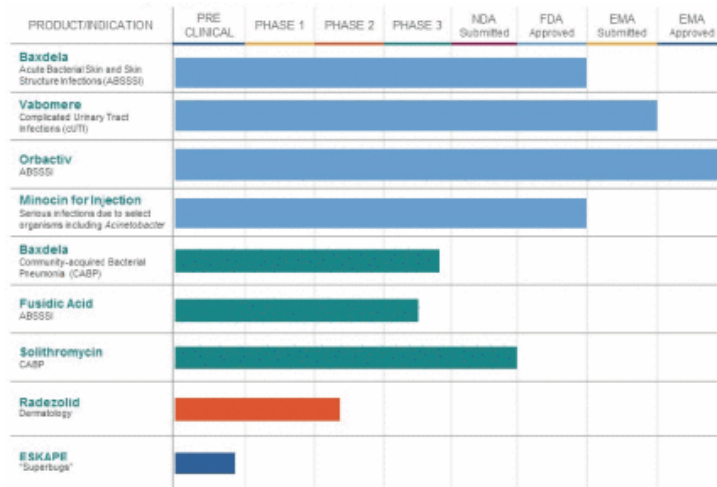 PRODUCT/INDICATION
PRE
CLINICAL
PHASE 1
PHASE 2
PHASE 3
NDA
Submitted
FDA
Approved
EMA
Submitted
EMA
Approved
Baxdela
Acute Bacterial Skin and Skin
Structure Infections (ABSSSI)
Vabomere
Complicated Urinary Tract
Infections (cUTI)
Orbactiv
ABSSSI
Minocin for Injection
Serious infections due to select
organisms including Acinetobacter
Baxdela
Community-acquired Bacterial
Pneumonia (CABP)
Fusidic Acid
ABSSSI
Solithromycin
CABP
Radezolid
Dermatology
ESKAPE
"Superbugs"